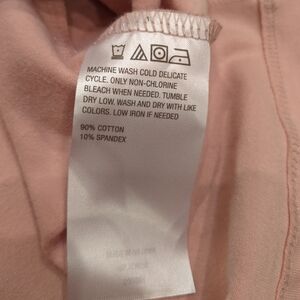 MACHINE WASH COLD DELICATE
CYCLE. ONLY NON-CHLORINE
BLEACH WHEN NEEDED. TUMBLE
DRY LOW. WASH AND DRY WITH LIKE
COLORS. LOW IRON IF NEEDED
90% COTTON
10% SPANDEX